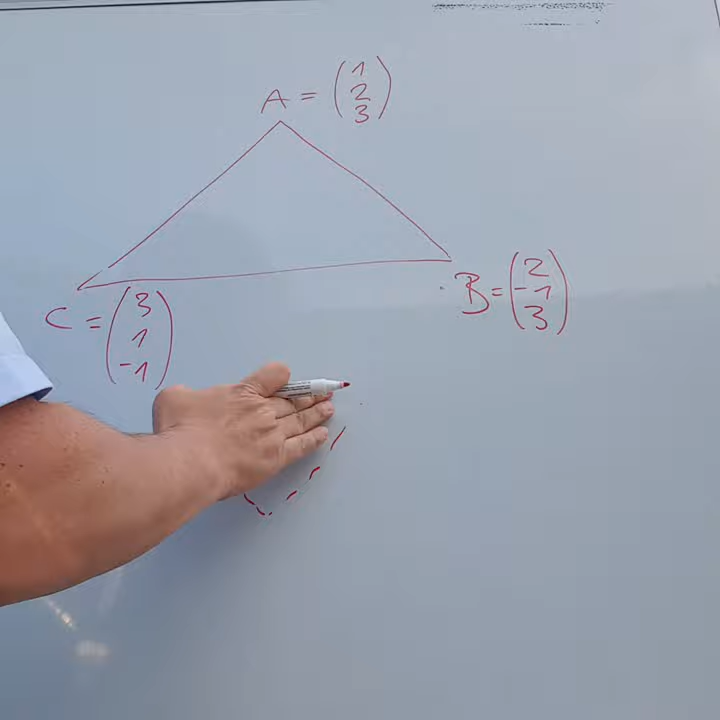 A = (1 2 3)
B = (2 -1 3)
C = (3 1 -1)